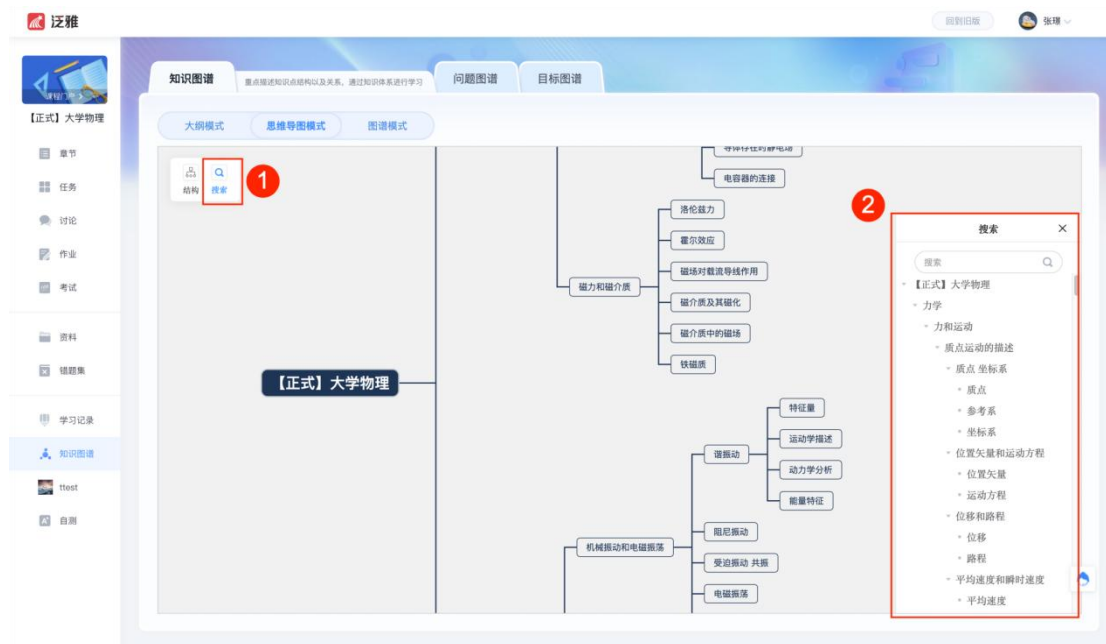 泛雅
回到旧版
张璟
课程门户 >
【正式】大学物理
章节
任务
讨论
作业
考试
资料
错题集
学习记录
知识图谱
ttest
自测
知识图谱
重点描述知识点结构以及关系，通过知识体系进行学习
问题图谱
目标图谱
大纲模式
思维导图模式
图谱模式
结构
搜索
1
【正式】大学物理
导体存在时静电场
电容器的连接
磁力和磁介质
洛伦兹力
霍尔效应
磁场对载流导线作用
磁介质及其磁化
磁介质中的磁场
铁磁质
机械振动和电磁振荡
谐振动
特征量
运动学描述
动力学分析
能量特征
阻尼振动
受迫振动 共振
电磁振荡
2
搜索
搜索
【正式】大学物理
力学
力和运动
质点运动的描述
质点 坐标系
质点
参考系
坐标系
位置矢量和运动方程
位置矢量
运动方程
位移和路程
位移
路程
平均速度和瞬时速度
平均速度